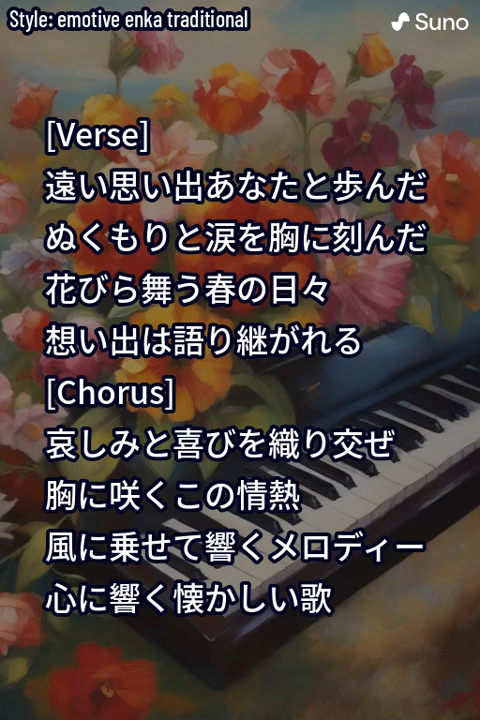 Style: emotive enka traditional
Suno
[Verse]
遠い思い出あなたと歩んだ
ぬくもりと涙を胸に刻んだ
花びら舞う春の日々
想い出は語り継がれる
[Chorus]
哀しみと喜びを織り交ぜ
胸に咲くこの情熱
風に乗せて響くメロディー
心に響く懐かしい歌